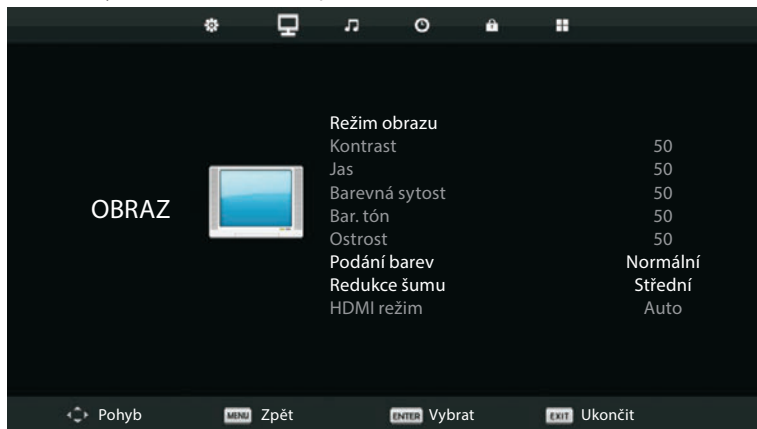 OBRAZ
Režim obrazu
Kontrast 50
Jas 50
Barevná sytost 50
Bar. tón 50
Ostrost 50
Podání barev Normální
Redukce šumu Střední
HDMI režim Auto
Pohyb MENU Zpět ENTER Vybrat EXIT Ukončit